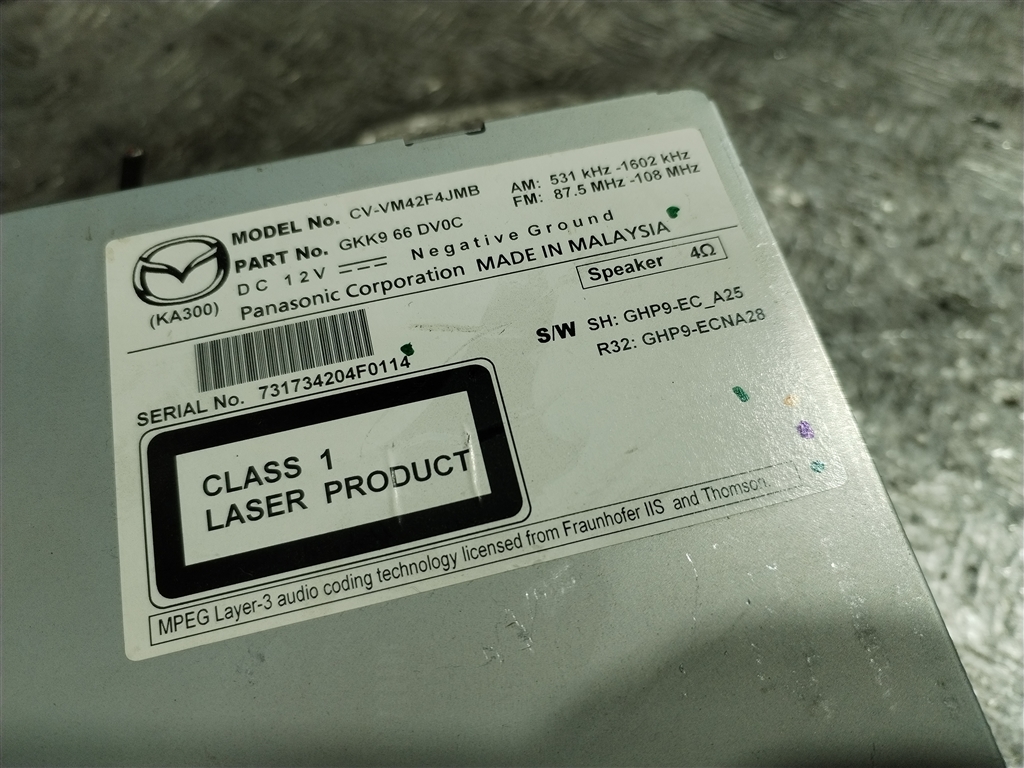 MODEL No. CV-VM42F4JMB
AM: 531 kHz -1602 kHz
PART No. GKK9 66 DV0C
FM: 87.5 MHz -108 MHz
DC 12V Negative Ground
(KA300) Panasonic Corporation MADE IN MALAYSIA
Speaker 4Ω
S/W SH: GHP9-EC_A25
R32: GHP9-ECNA28
SERIAL No. 731734204F0114
CLASS 1
LASER PRODUCT
MPEG Layer-3 audio coding technology licensed from Fraunhofer IIS and Thomson.